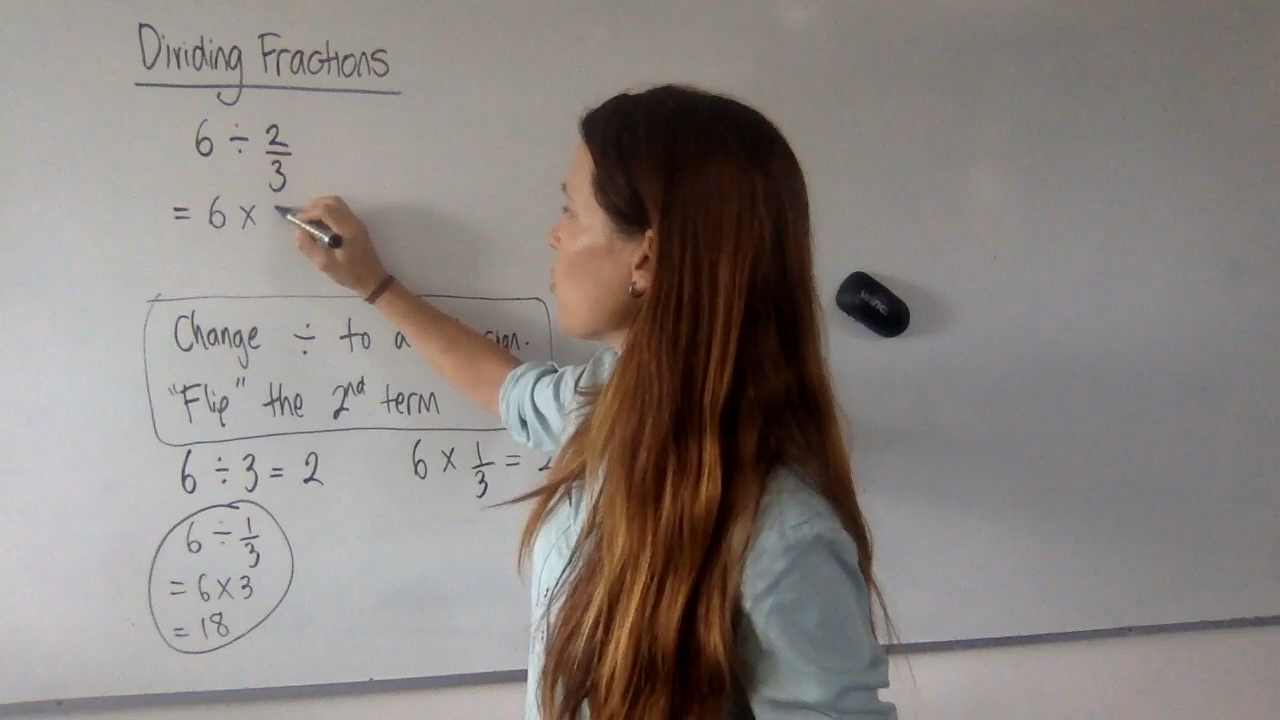 Dividing Fractions
6 ÷ 2/3
= 6 ×
Change ÷ to a sign.
"Flip" the 2nd term
6 ÷ 3 = 2
6 × 1/3 = 2
6 ÷ 1/3
= 6 × 3
= 18